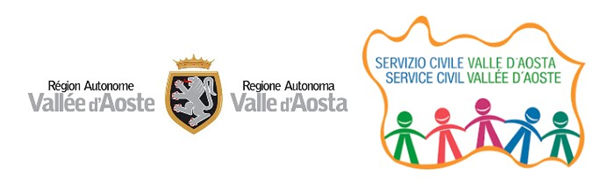 Région Autonome
Vallée d'Aoste
Regione Autonoma
Valle d'Aosta
SERVIZIO CIVILE VALLE D'AOSTA
SERVICE CIVIL VALLÉE D'AOSTE